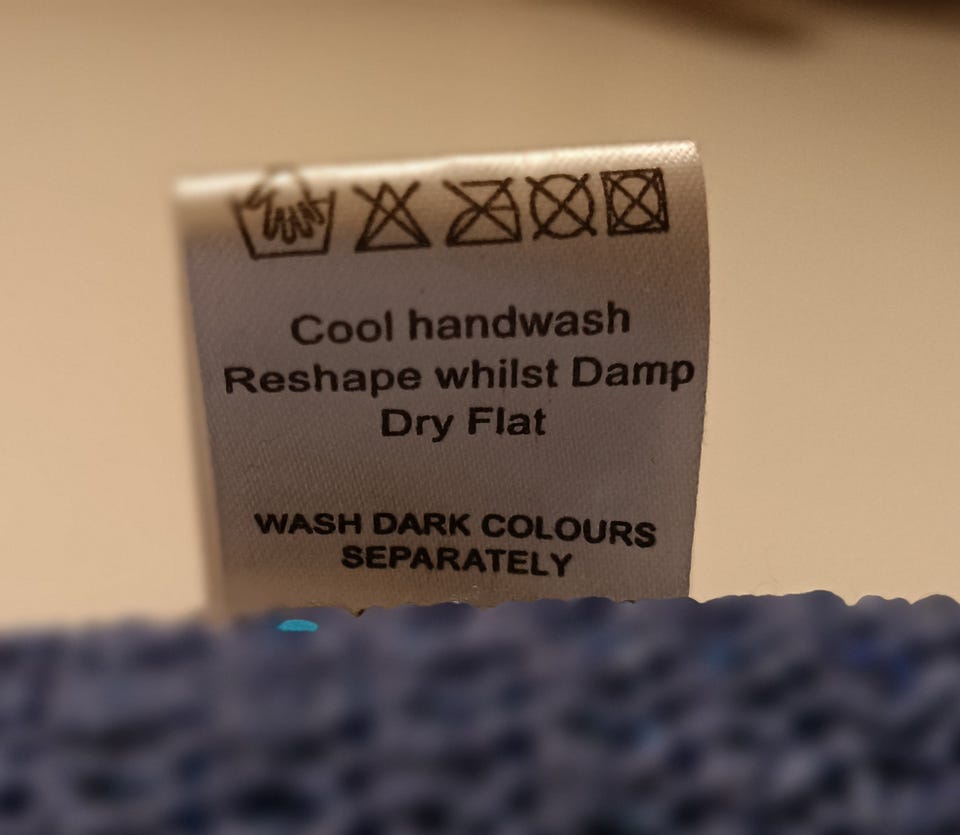 Cool handwash
Reshape whilst Damp
Dry Flat
WASH DARK COLOURS
SEPARATELY